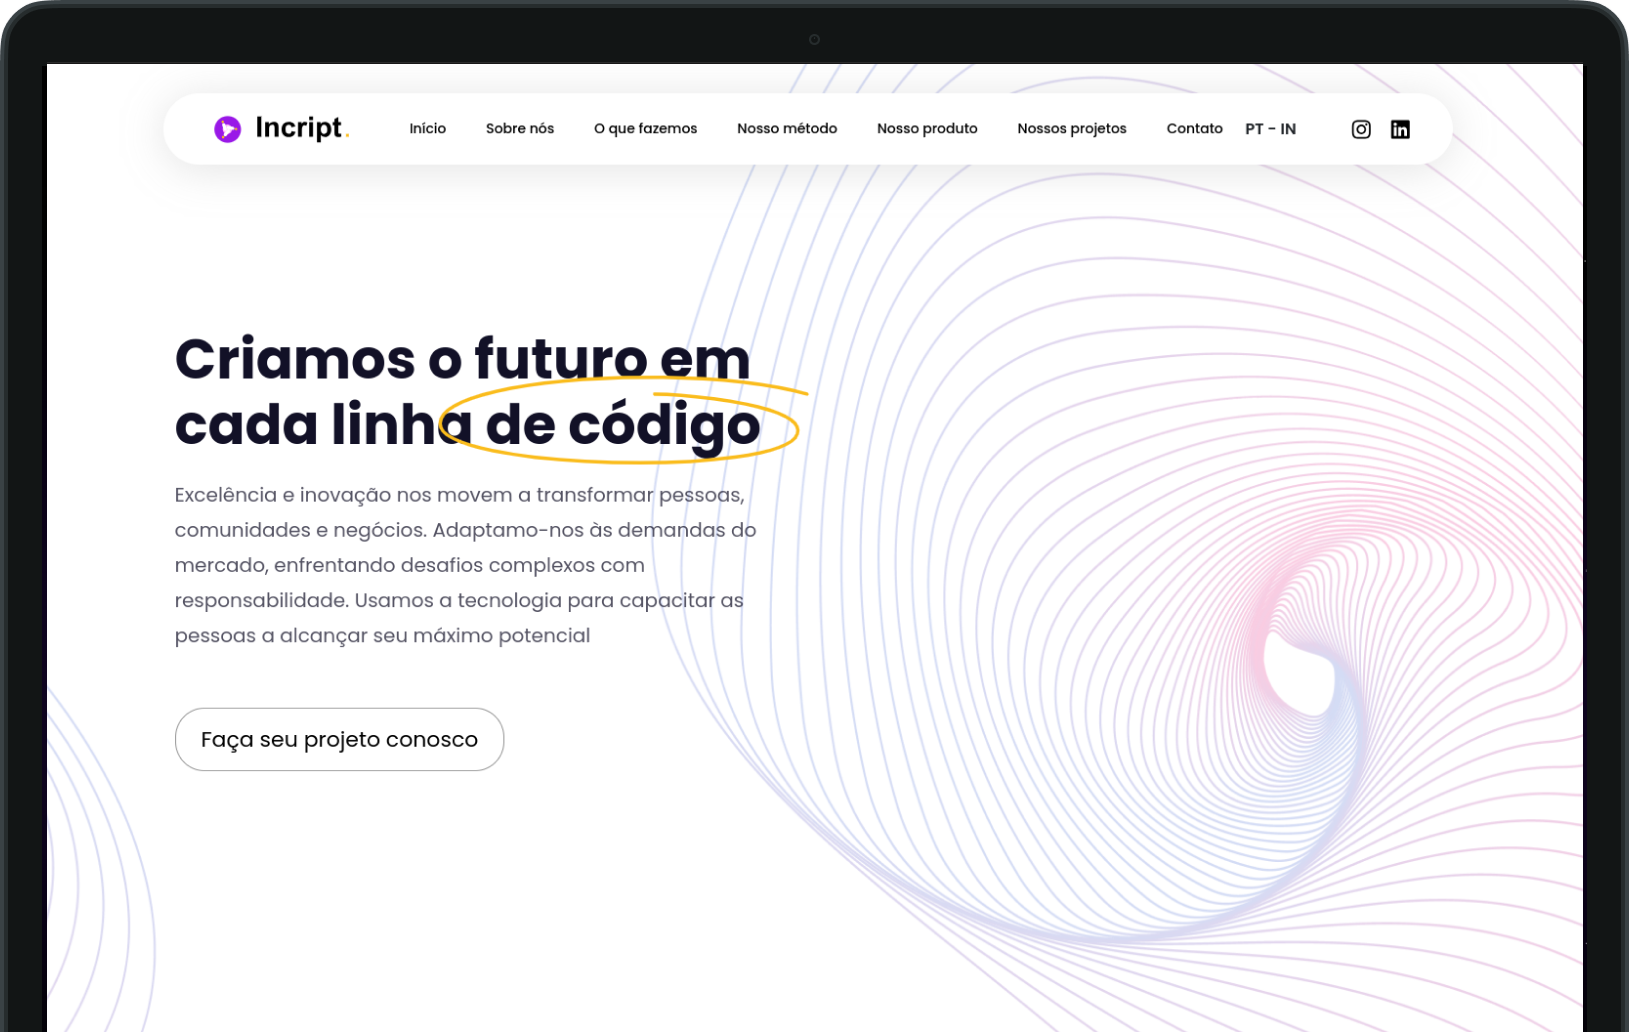 Incript.
Início
Sobre nós
O que fazemos
Nosso método
Nosso produto
Nossos projetos
Contato
PT - IN
in
Criamos o futuro em
cada linha de código
Excelência e inovação nos movem a transformar pessoas,
comunidades e negócios. Adaptamo-nos às demandas do
mercado, enfrentando desafios complexos com
responsabilidade. Usamos a tecnologia para capacitar as
pessoas a alcançar seu máximo potencial
Faça seu projeto conosco